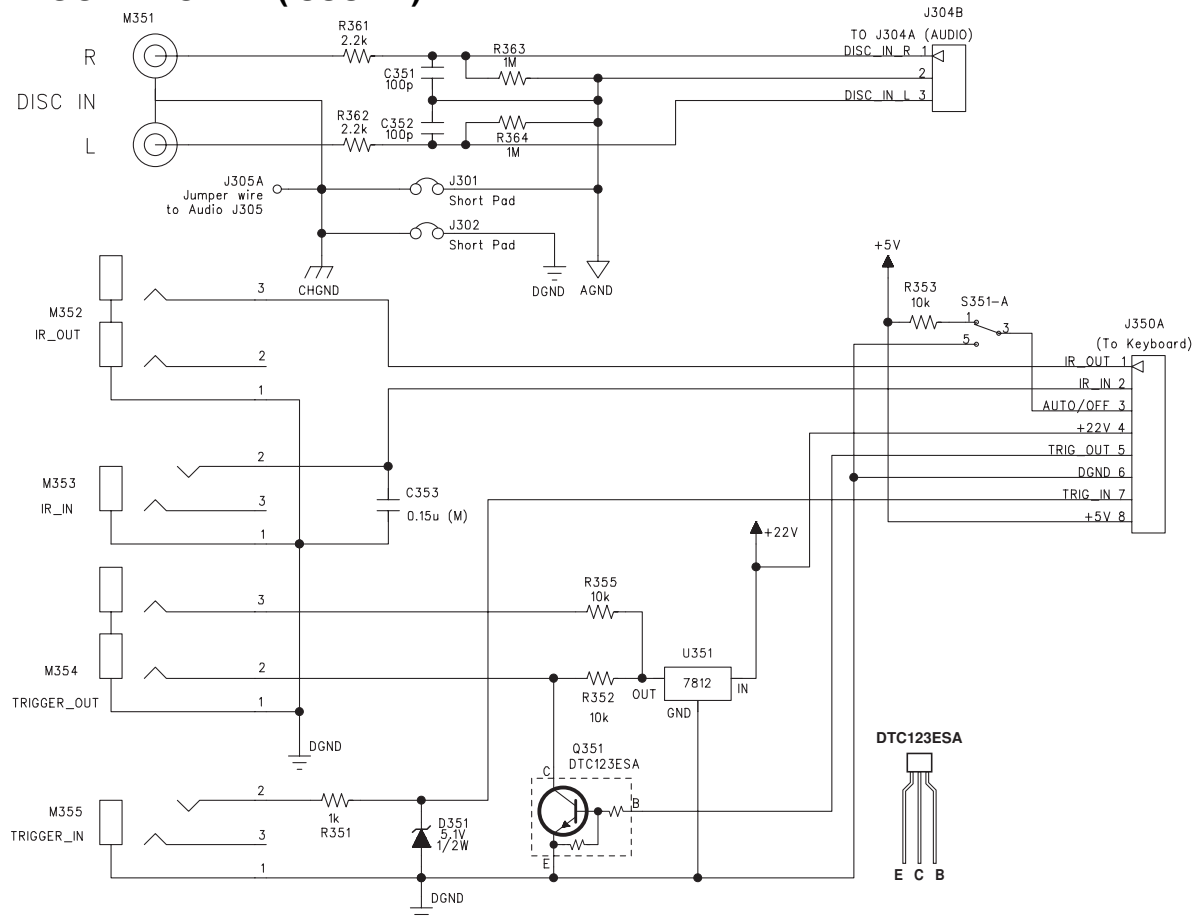 M351
R
DISC IN
L
R361
2.2k
C351
100p
R363
1M
R362
2.2k
C352
100p
R364
1M
J304B
TO J304A (AUDIO)
DISC_IN_R 1
2
DISC_IN_L 3
J305A
Jumper wire
to Audio J305
J301
Short Pad
J302
Short Pad
CHGND
DGND
AGND
M352
IR_OUT
3
2
1
+5V
R353
10k
S351-A
1
3
5
J350A
(To Keyboard)
IR_OUT 1
IR_IN 2
AUTO/OFF 3
+22V 4
TRIG_OUT 5
DGND 6
TRIG_IN 7
+5V 8
M353
IR_IN
2
3
1
C353
0.15u (M)
+22V
M354
TRIGGER_OUT
3
2
1
R355
10k
R352
10k
U351
7812
OUT
IN
GND
DGND
Q351
DTC123ESA
C
B
E
M355
TRIGGER_IN
2
3
1
1k
R351
D351
5.1V
1/2W
DGND
DTC123ESA
E C B